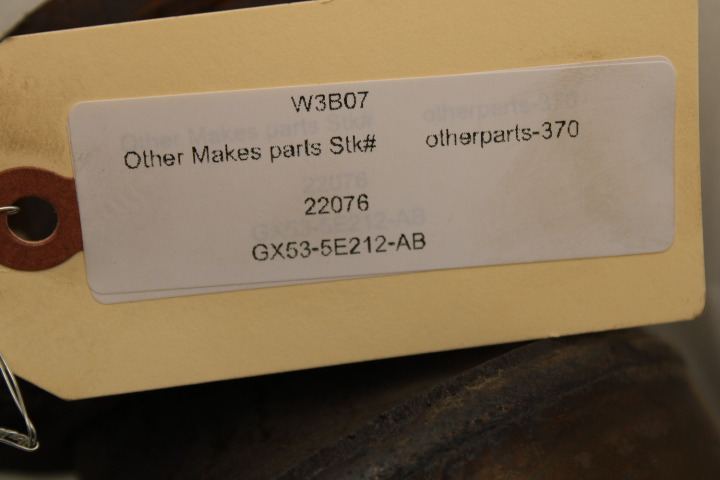 W3B07
Other Makes parts Stk# otherparts-370
22076
GX53-5E212-AB